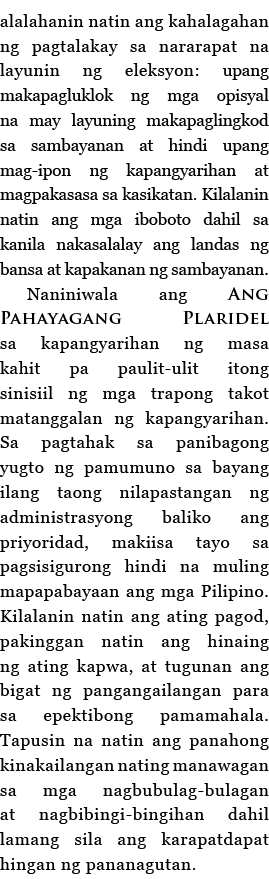 alalahanin natin ang kahalagahan
ng pagtalakay sa nararapat na
layunin ng eleksyon: upang
makapagluklok ng mga opisyal
na may layuning makapaglingkod
sa sambayanan at hindi upang
mag-ipon ng kapangyarihan at
magpakasasa sa kasikatan. Kilalanin
natin ang mga iboboto dahil sa
kanila nakasalalay ang landas ng
bansa at kapakanan ng sambayanan.
Naniniwala ang ANG
PAHAYAGANG PLARIDEL
sa kapangyarihan ng masa
kahit pa paulit-ulit itong
sinisiil ng mga trapong takot
matanggalan ng kapangyarihan.
Sa pagtahak sa panibagong
yugto ng pamumuno sa bayang
ilang taong nilapastangan ng
administrasyong baliko ang
priyoridad, makiisa tayo sa
pagsisigurong hindi na muling
mapapabayaan ang mga Pilipino.
Kilalanin natin ang ating pagod,
pakinggan natin ang hinaing
ng ating kapwa, at tugunan ang
bigat ng pangangailangan para
sa epektibong pamamahala.
Tapusin na natin ang panahong
kinakailangan nating manawagan
sa mga nagbubulag-bulagan
at nagbibingi-bingihan dahil
lamang sila ang karapatdapat
hingan ng pananagutan.